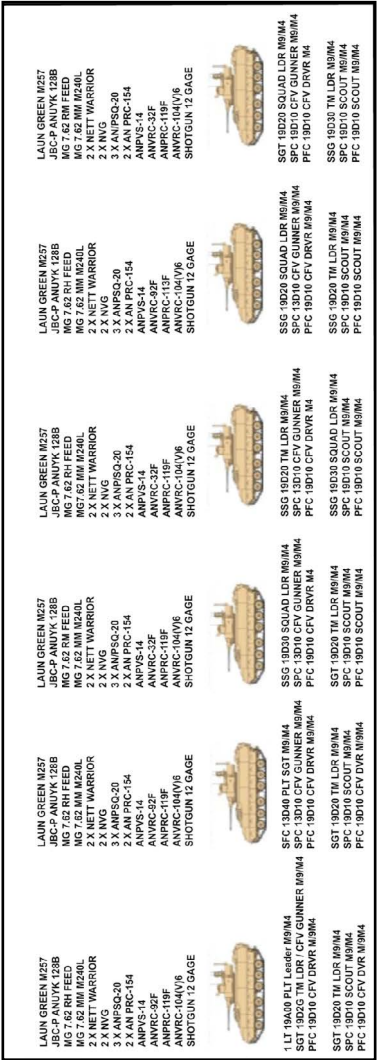 LAUN GREEN M257
JBC-P ANUYK 128B
MG 7.62 RH FEED
MG 7.62 MM M240L
2 X NETT WARRIOR
2 X NVG
3 X ANPSQ-20
2 X AN PRC-154
ANPVS-14
ANVRC-92F
ANPRC-119F
ANVRC-104(V)6
SHOTGUN 12 GAGE
1 LT 19A00 PLT Leader M9/M4
SGT 19D2G TM LDR / CFV GUNNER M9/M4
PFC 19D10 CFV DRVR M/9M4
SGT 19D20 TM LDR M9/M4
SPC 19D10 SCOUT M9/M4
PFC 19D10 CFV DVR M/9M4
LAUN GREEN M257
JBC-P ANUYK 128B
MG 7.62 RH FEED
MG 7.62 MM M240L
2 X NETT WARRIOR
2 X NVG
3 X ANPSQ-20
2 X AN PRC-154
ANPVS-14
ANVRC-92F
ANPRC-119F
ANVRC-104(V)6
SHOTGUN 12 GAGE
SFC 13D40 PLT SGT M9/M4
SPC 13D10 CFV GUNNER M9/M4
PFC 19D10 CFV DRVR M9/M4
SGT 19D20 TM LDR M9/M4
SPC 19D10 SCOUT M9/M4
PFC 19D10 CFV DVR M/9M4
LAUN GREEN M257
JBC-P ANUYK 128B
MG 7.62 RM FEED
MG 7.62 MM M240L
2 X NETT WARRIOR
2 X NVG
3 X AN/PSQ-20
2 X AN PRC-154
ANPVS-14
ANVRC-32F
ANPRC-119F
ANVRC-104(V)6
SHOTGUN 12 GAGE
SSG 19D30 SQUAD LDR M9/M4
SPC 13D10 CFV GUNNER M9/M4
PFC 19D10 CFV DRVR M4
SGT 19D20 TM LDR M9/M4
SPC 19D10 SCOUT M9/M4
PFC 19D10 SCOUT M9/M4
LAUN GREEN M257
JBC-P ANUYK 128B
MG 7.62 RH FEED
MG7.62 MM M240L
2 X NETT WARRIOR
2 X NVG
3 X ANP/SQ-20
2 X AN PRC-154
ANPVS-14
ANVRC-32F
ANPRC-119F
ANVRC-104(V)6
SHOTGUN 12 GAGE
SSG 19D20 TM LDR M9/M4
SPC 13D10 CFV GUNNER M9/M4
PFC 19D10 CFV DRVR M4
SSG 19D30 SQUAD LDR M9/M4
SPC 19D10 SCOUT M9/M4
PFC 19D10 SCOUT M9/M4
LAUN GREEN M257
JBC-P ANUYK 128B
MG 7.62 RH FEED
MG 7.62 MM M240L
2 X NETT WARRIOR
2 X NVG
3 X ANPSQ-20
2 X AN PRC-154
ANPVS-14
ANVRC-92F
ANPRC-113F
ANVRC-104(V)6
SHOTGUN 12 GAGE
SSG 19D20 SQUAD LDR M9/M4
SPC 13D10 CFV GUNNER M9/M4
PFC 19D10 CFV DRVR M9/M4
SSG 19D20 TM LDR M9/M4
SPC 19D10 SCOUT M9/M4
PFC 19D10 SCOUT M9/M4
LAUN GREEN M257
JBC-P ANUYK 128B
MG 7.62 RM FEED
MG 7.62 MM M240L
2 X NETT WARRIOR
2 X NVG
3 X AN/PSQ-20
2 X AN PRC-154
ANPVS-14
ANVRC-32F
ANPRC-119F
ANVRC-104(V)6
SHOTGUN 12 GAGE
SGT 19D20 SQUAD LDR M9/M4
SPC 19D10 CFV GUNNER M9/M4
PFC 19D10 CFV DRVR M4
SSG 19D30 TM LDR M9/M4
SPC 19D10 SCOUT M9/M4
PFC 19D10 SCOUT M9/M4